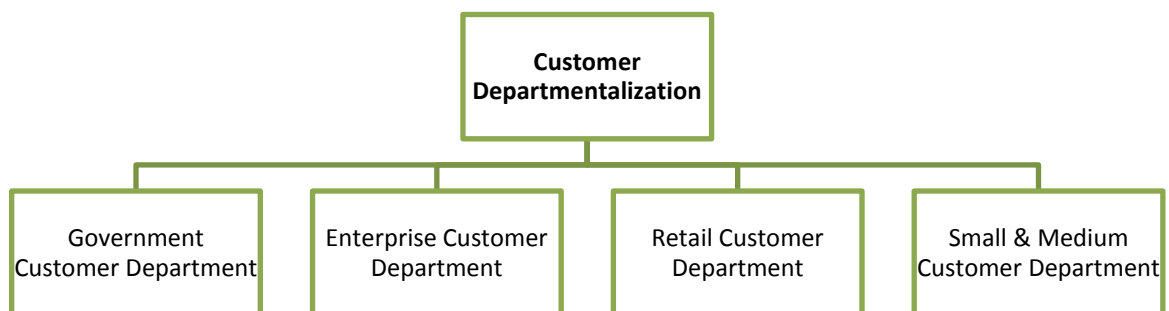 Customer
Departmentalization
Government
Customer Department
Enterprise Customer
Department
Retail Customer
Department
Small & Medium
Customer Department